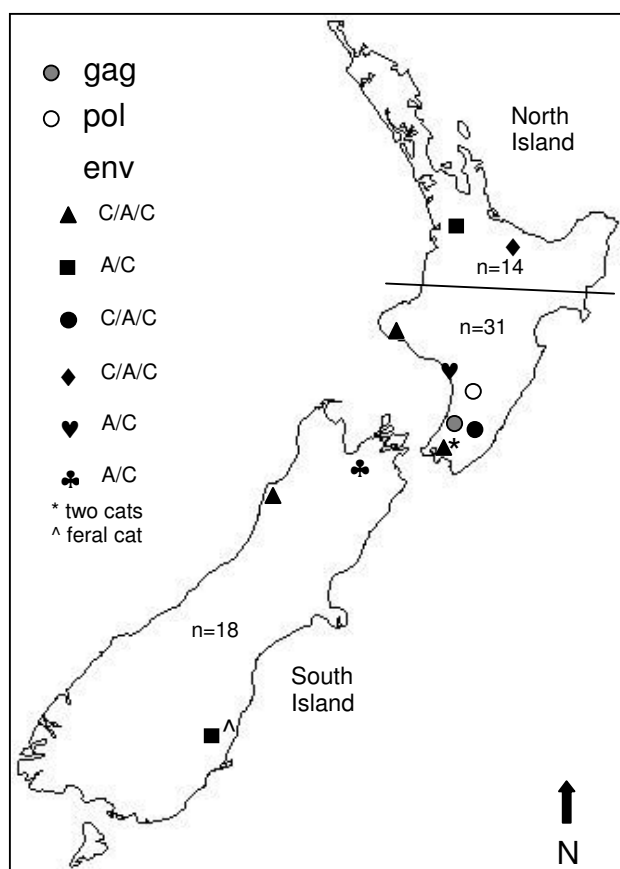 gag
pol
env
C/A/C
A/C
C/A/C
C/A/C
A/C
A/C
* two cats
^ feral cat
North
Island
n=14
n=31
*
n=18
South
Island
^
N